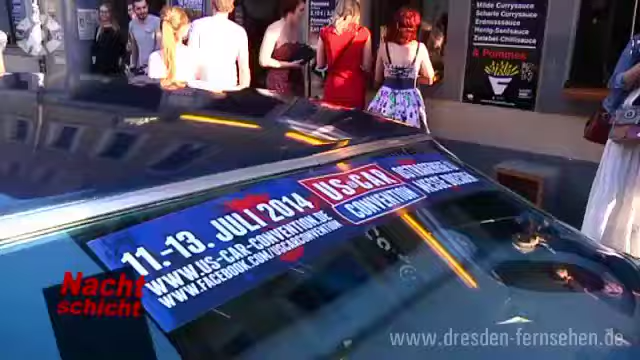 Milde Currysauce
Scharfe Currysauce
Erdnusssauce
Honig-Senfsauce
Zwiebel-Chilisauce
& Pommes
11.-13. JULI 2014
US CAR
CONVENTION
WWW.US-CAR-CONVENTION.DE
WWW.FACEBOOK.COM/USCARCONVENTION
Nacht
schicht
www.dresden-fernsehen.de